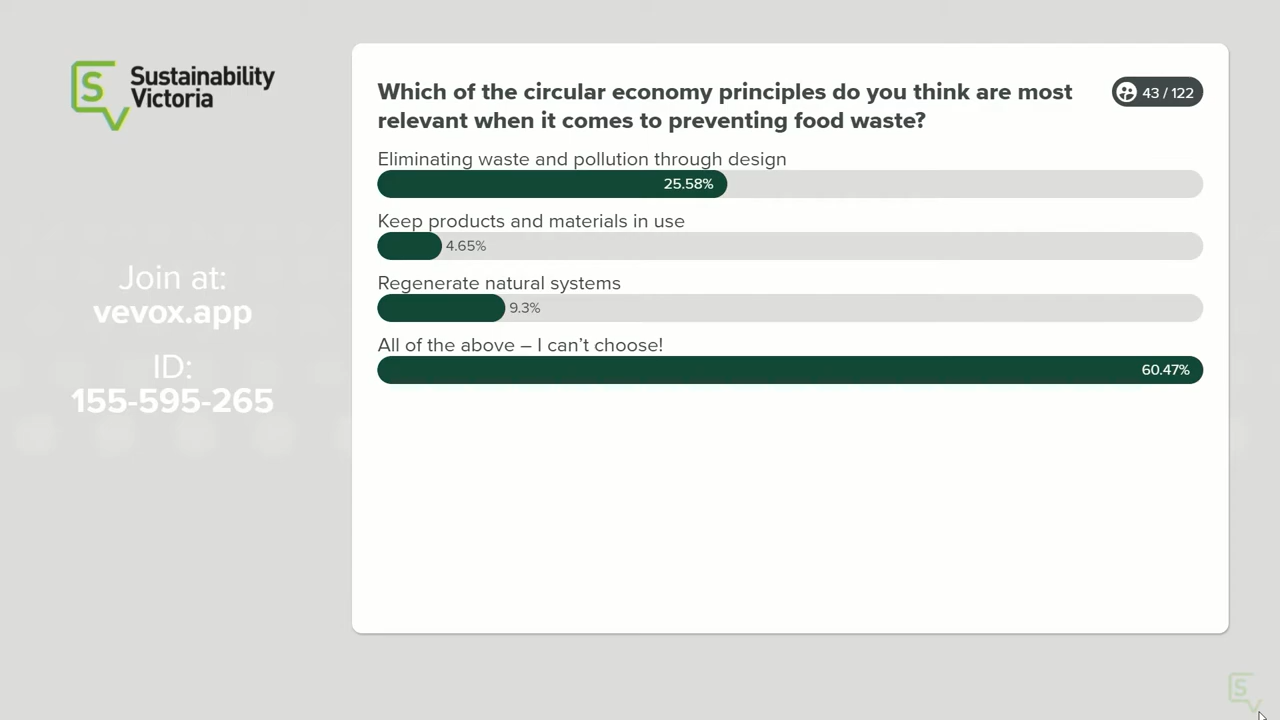 Sustainability
Victoria
Join at:
vevox.app
ID:
155-595-265
Which of the circular economy principles do you think are most
relevant when it comes to preventing food waste?
43 / 122
Eliminating waste and pollution through design
25.58%
Keep products and materials in use
4.65%
Regenerate natural systems
9.3%
All of the above – I can’t choose!
60.47%
S